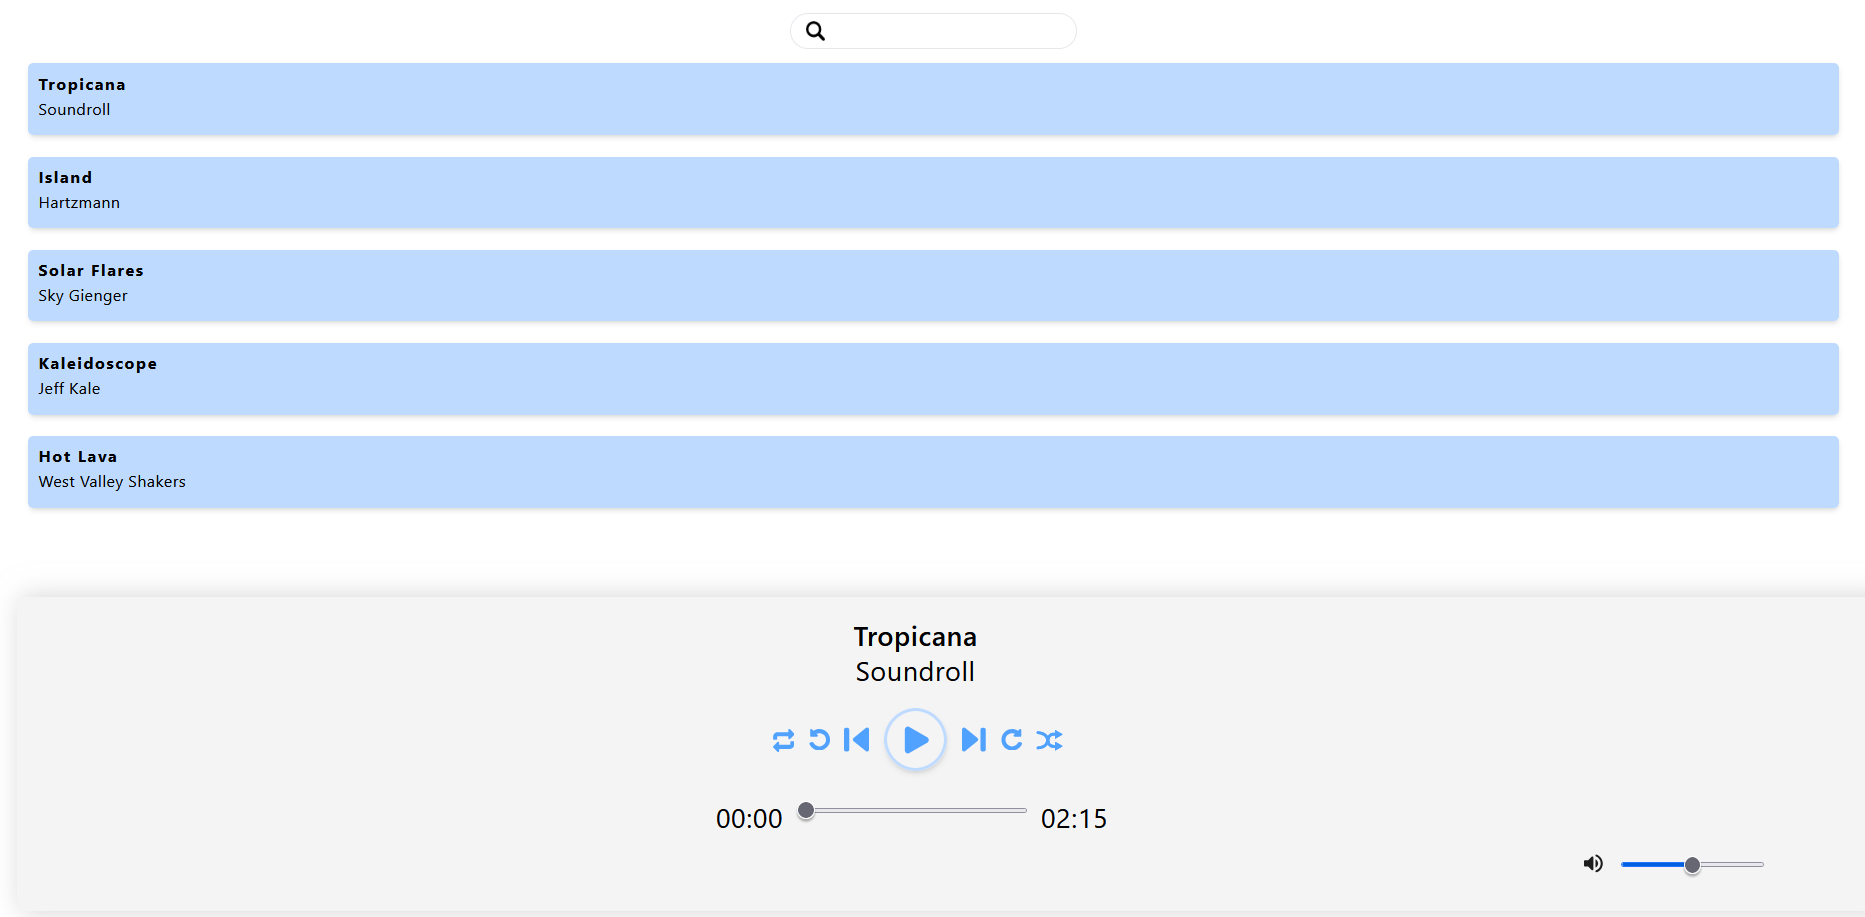 Tropicana
Soundroll
Island
Hartzmann
Solar Flares
Sky Gienger
Kaleidoscope
Jeff Kale
Hot Lava
West Valley Shakers
Tropicana
Soundroll
00:00 02:15